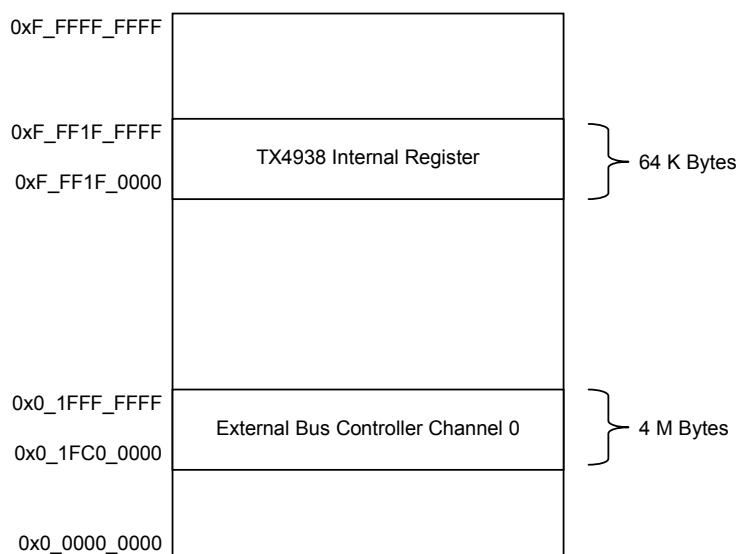 0xF_FFFF_FFFF
0xF_FF1F_FFFF
TX4938 Internal Register
64 K Bytes
0xF_FF1F_0000
0x0_1FFF_FFFF
External Bus Controller Channel 0
4 M Bytes
0x0_1FC0_0000
0x0_0000_0000